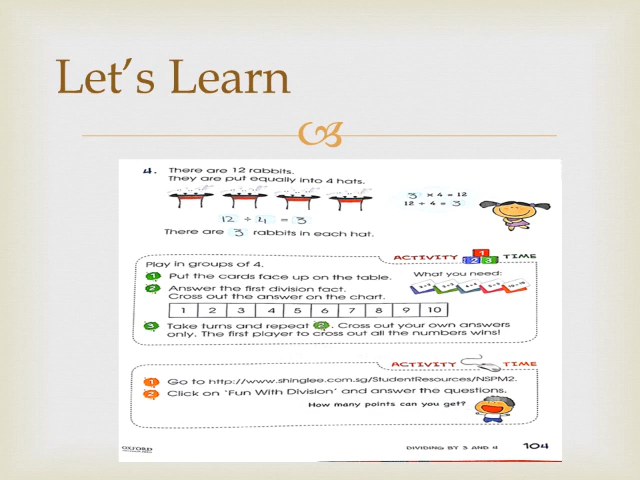 Let's Learn
4. There are 12 rabbits.
They are put equally into 4 hats.
3 × 4 = 12
12 ÷ 4 = 3
12 ÷ 4 = 3
There are 3 rabbits in each hat.
ACTIVITY 1 2 3 TIME
Play in groups of 4.
What you need:
1 Put the cards face up on the table.
2 Answer the first division fact.
Cross out the answer on the chart.
1 2 3 4 5 6 7 8 9 10
3 Take turns and repeat 2. Cross out your own answers
only. The first player to cross out all the numbers wins!
ACTIVITY TIME
1 Go to http://www.shinglee.com.sg/StudentResources/NSPM2.
2 Click on 'Fun With Division' and answer the questions.
How many points can you get?
OXFORD
DIVIDING BY 3 AND 4 104